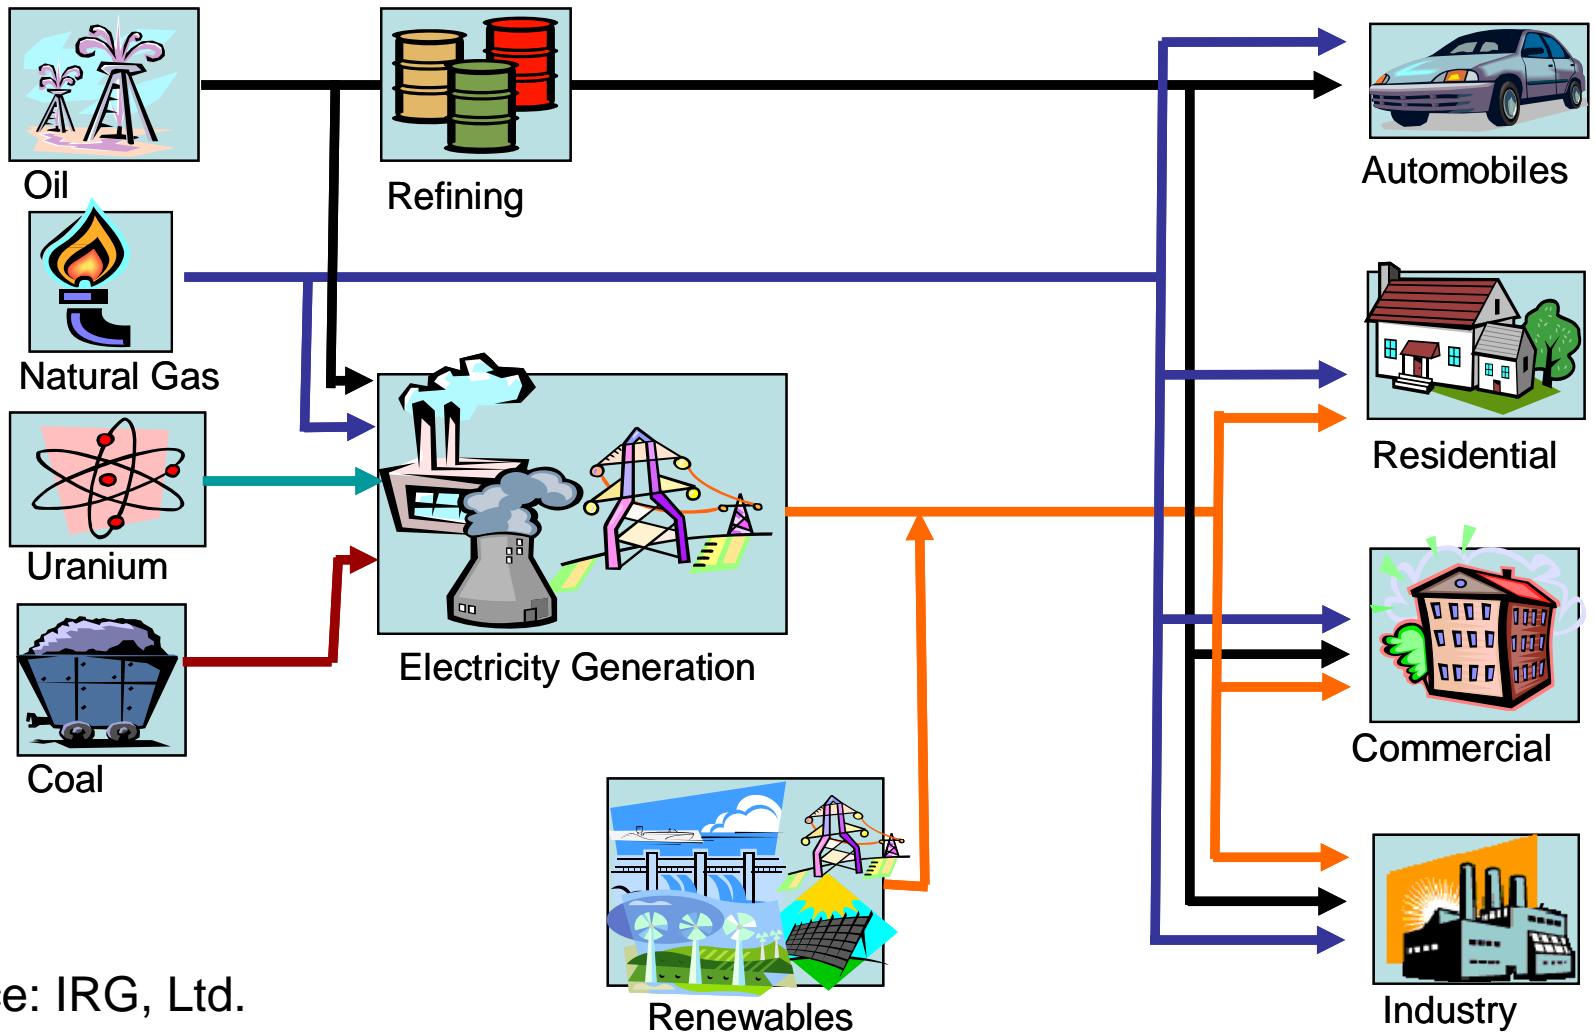 Oil
Refining
Automobiles
Natural Gas
Residential
Uranium
Electricity Generation
Commercial
Coal
: IRG, Ltd.
Renewables
Industry